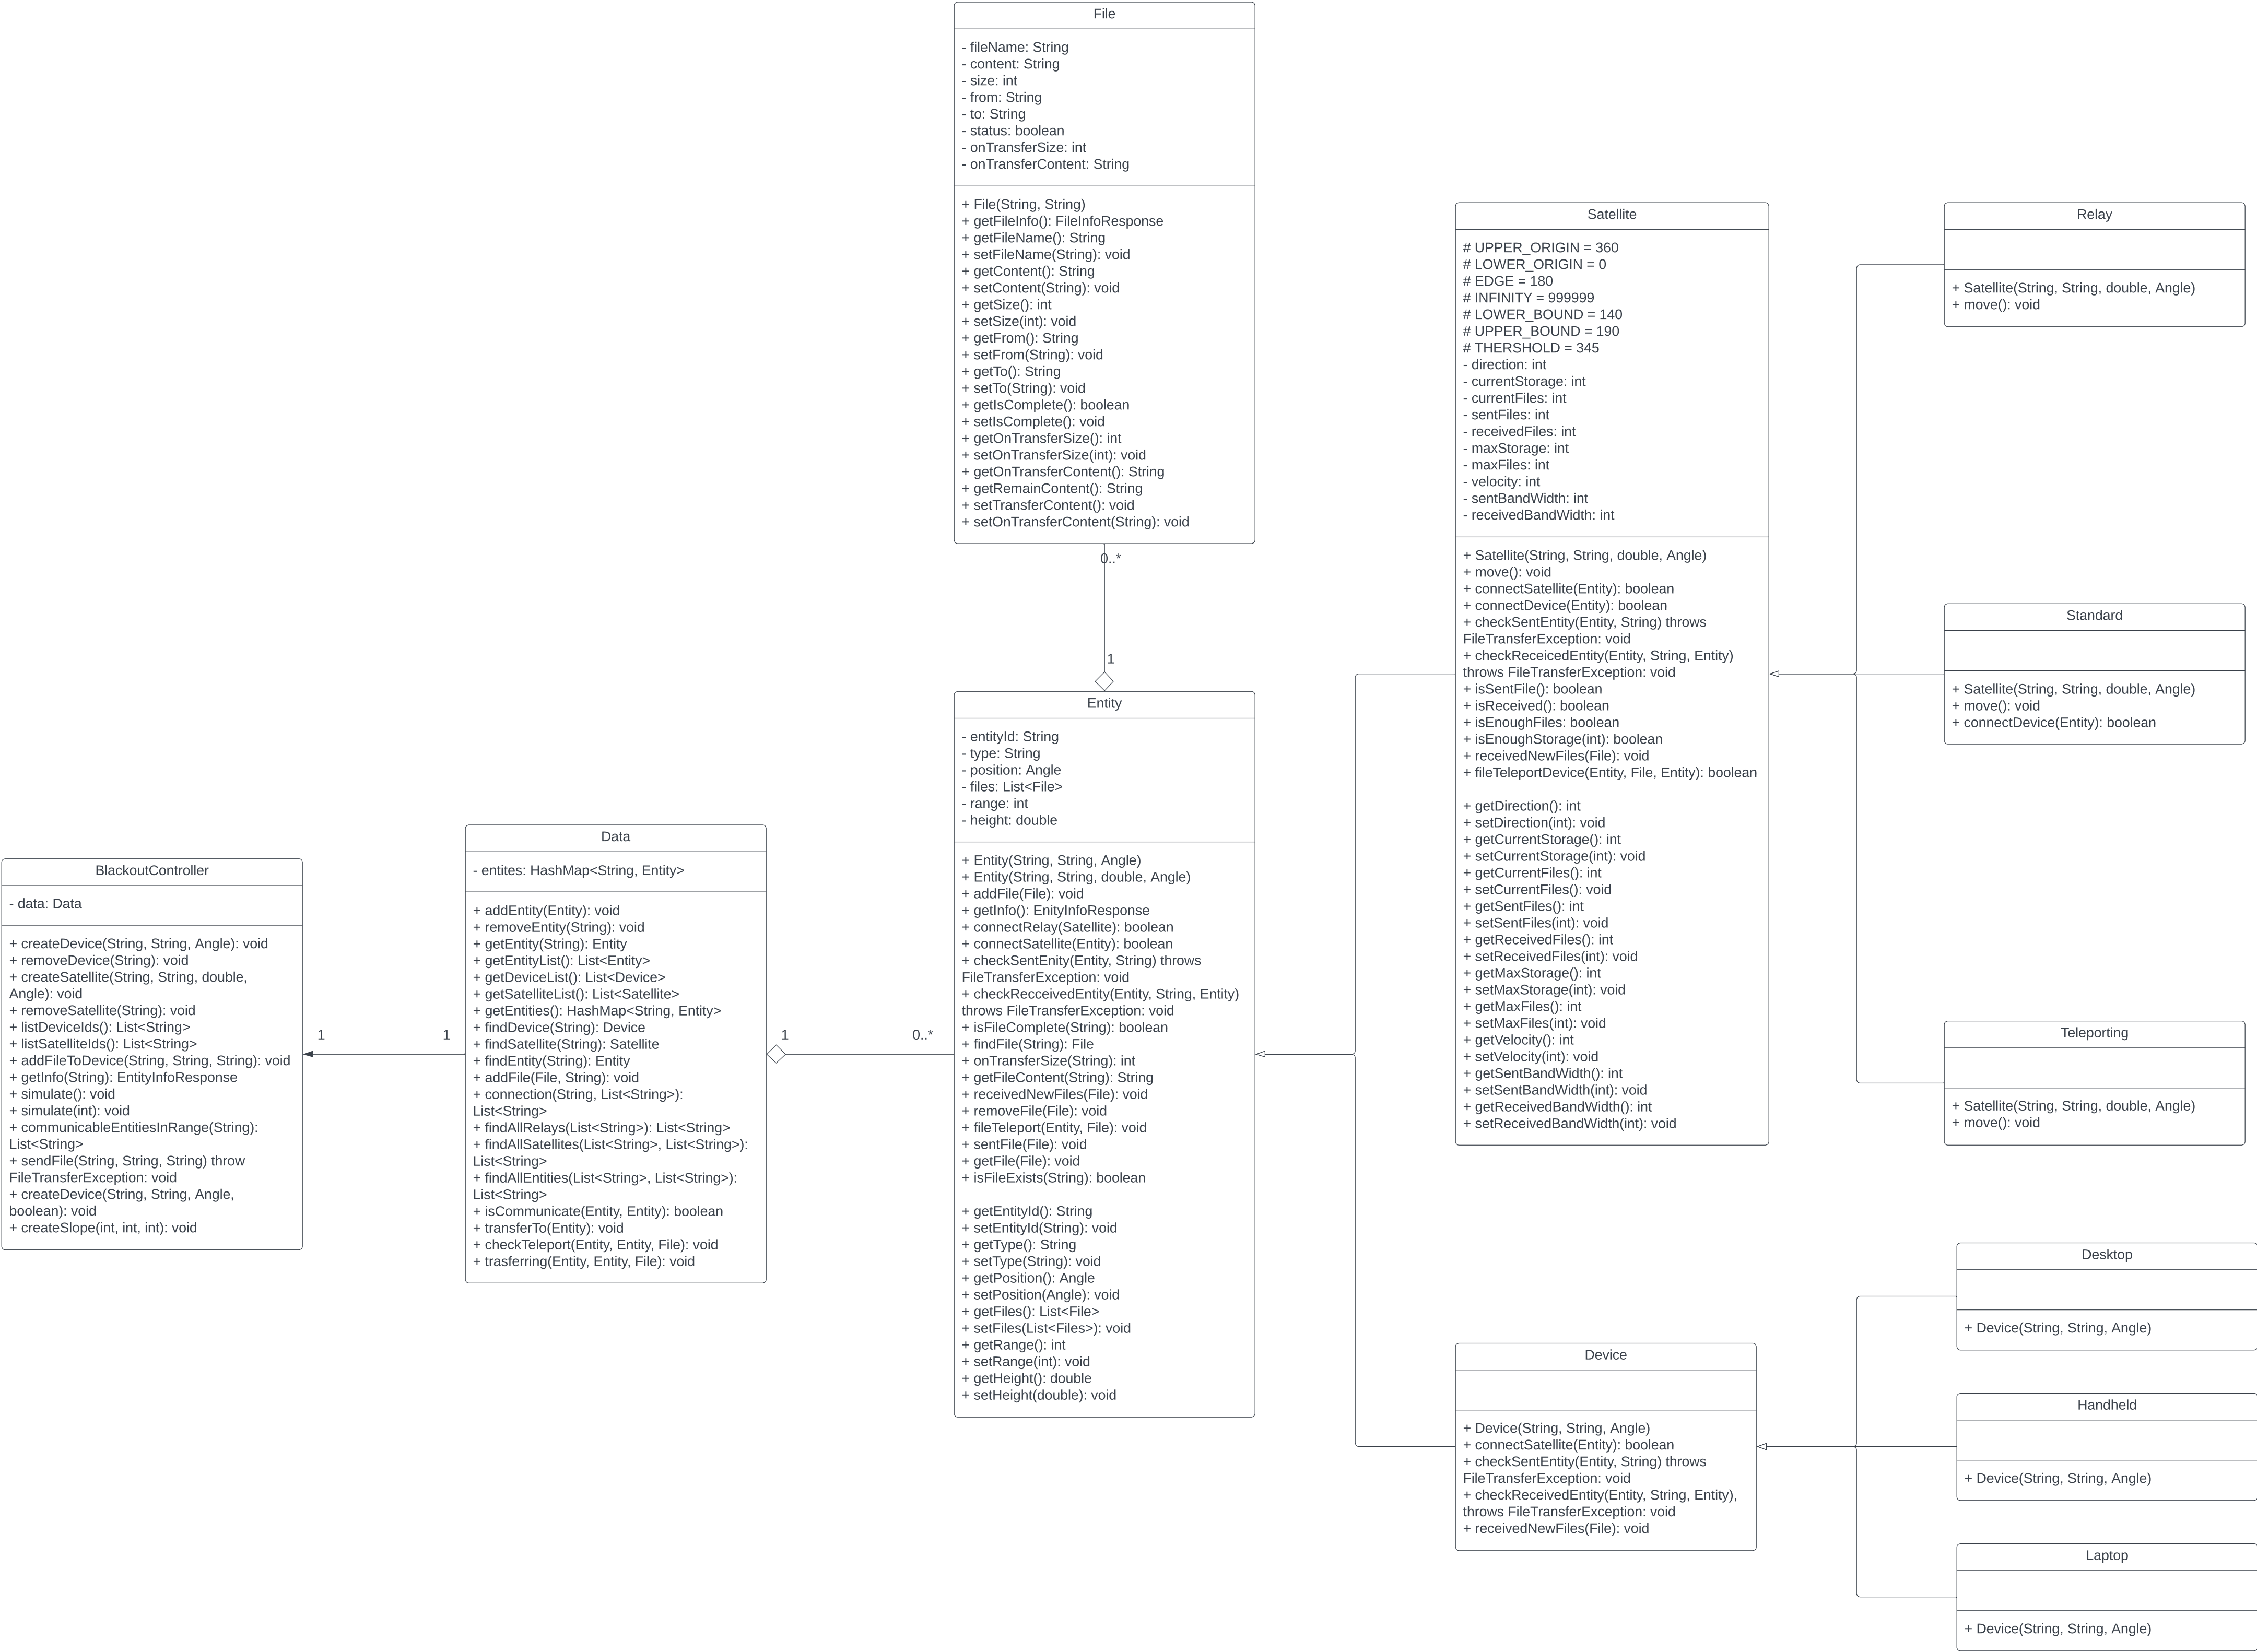 File
- fileName: String
- content: String
- size: int
- from: String
- to: String
- status: boolean
- onTransferSize: int
- onTransferContent: String
+ File(String, String)
+ getFileInfo(): FileInfoResponse
+ getFileName(): String
+ setFileName(String): void
+ getContent(): String
+ setContent(String): void
+ getSize(): int
+ setSize(int): void
+ getFrom(): String
+ setFrom(String): void
+ getTo(): String
+ setTo(String): void
+ getIsComplete(): boolean
+ setIsComplete(): void
+ getOnTransferSize(): int
+ setOnTransferSize(int): void
+ getOnTransferContent(): String
+ getRemainContent(): String
+ setTransferContent(): void
+ setOnTransferContent(String): void
0..*
1
BlackoutController
- data: Data
+ createDevice(String, String, Angle): void
+ removeDevice(String): void
+ createSatellite(String, String, double,
Angle): void
+ removeSatellite(String): void
+ listDeviceIds(): List<String>
+ listSatelliteIds(): List<String>
+ addFileToDevice(String, String, String): void
+ getInfo(String): EntityInfoResponse
+ simulate(): void
+ simulate(int): void
+ communicableEntitiesInRange(String):
List<String>
+ sendFile(String, String, String) throw
FileTransferException: void
+ createDevice(String, String, Angle,
boolean): void
+ createSlope(int, int, int): void
1
1
Data
- entites: HashMap<String, Entity>
+ addEntity(Entity): void
+ removeEntity(String): void
+ getEntity(String): Entity
+ getEntityList(): List<Entity>
+ getDeviceList(): List<Device>
+ getSatelliteList(): List<Satellite>
+ getEntities(): HashMap<String, Entity>
+ findDevice(String): Device
+ findSatellite(String): Satellite
+ findEntity(String): Entity
+ addFile(File, String): void
+ connection(String, List<String>):
List<String>
+ findAllRelays(List<String>): List<String>
+ findAllSatellites(List<String>, List<String>):
List<String>
+ findAllEntities(List<String>, List<String>):
List<String>
+ isCommunicate(Entity, Entity): boolean
+ transferTo(Entity): void
+ checkTeleport(Entity, Entity, File): void
+ trasferring(Entity, Entity, File): void
1
0..*
Entity
- entityId: String
- type: String
- position: Angle
- files: List<File>
- range: int
- height: double
+ Entity(String, String, Angle)
+ Entity(String, String, double, Angle)
+ addFile(File): void
+ getInfo(): EnityInfoResponse
+ connectRelay(Satellite): boolean
+ connectSatellite(Entity): boolean
+ checkSentEnity(Entity, String) throws
FileTransferException: void
+ checkRecceivedEntity(Entity, String, Entity)
throws FileTransferException: void
+ isFileComplete(String): boolean
+ findFile(String): File
+ onTransferSize(String): int
+ getFileContent(String): String
+ receivedNewFiles(File): void
+ removeFile(File): void
+ fileTeleport(Entity, File): void
+ sentFile(File): void
+ getFile(File): void
+ isFileExists(String): boolean
+ getEntityId(): String
+ setEntityId(String): void
+ getType(): String
+ setType(String): void
+ getPosition(): Angle
+ setPosition(Angle): void
+ getFiles(): List<File>
+ setFiles(List<Files>): void
+ getRange(): int
+ setRange(int): void
+ getHeight(): double
+ setHeight(double): void
Satellite
# UPPER_ORIGIN = 360
# LOWER_ORIGIN = 0
# EDGE = 180
# INFINITY = 999999
# LOWER_BOUND = 140
# UPPER_BOUND = 190
# THERSHOLD = 345
- direction: int
- currentStorage: int
- currentFiles: int
- sentFiles: int
- receivedFiles: int
- maxStorage: int
- maxFiles: int
- velocity: int
- sentBandWidth: int
- receivedBandWidth: int
+ Satellite(String, String, double, Angle)
+ move(): void
+ connectSatellite(Entity): boolean
+ connectDevice(Entity): boolean
+ checkSentEntity(Entity, String) throws
FileTransferException: void
+ checkReceicedEntity(Entity, String, Entity)
throws FileTransferException: void
+ isSentFile(): boolean
+ isReceived(): boolean
+ isEnoughFiles: boolean
+ isEnoughStorage(int): boolean
+ receivedNewFiles(File): void
+ fileTeleportDevice(Entity, File, Entity): boolean
+ getDirection(): int
+ setDirection(int): void
+ getCurrentStorage(): int
+ setCurrentStorage(int): void
+ getCurrentFiles(): int
+ setCurrentFiles(): void
+ getSentFiles(): int
+ setSentFiles(int): void
+ getReceivedFiles(): int
+ setReceivedFiles(int): void
+ getMaxStorage(): int
+ setMaxStorage(int): void
+ getMaxFiles(): int
+ setMaxFiles(int): void
+ getVelocity(): int
+ setVelocity(int): void
+ getSentBandWidth(): int
+ setSentBandWidth(int): void
+ getReceivedBandWidth(): int
+ setReceivedBandWidth(int): void
Device
+ Device(String, String, Angle)
+ connectSatellite(Entity): boolean
+ checkSentEntity(Entity, String) throws
FileTransferException: void
+ checkReceivedEntity(Entity, String, Entity),
throws FileTransferException: void
+ receivedNewFiles(File): void
Relay
+ Satellite(String, String, double, Angle)
+ move(): void
Standard
+ Satellite(String, String, double, Angle)
+ move(): void
+ connectDevice(Entity): boolean
Teleporting
+ Satellite(String, String, double, Angle)
+ move(): void
Desktop
+ Device(String, String, Angle)
Handheld
+ Device(String, String, Angle)
Laptop
+ Device(String, String, Angle)